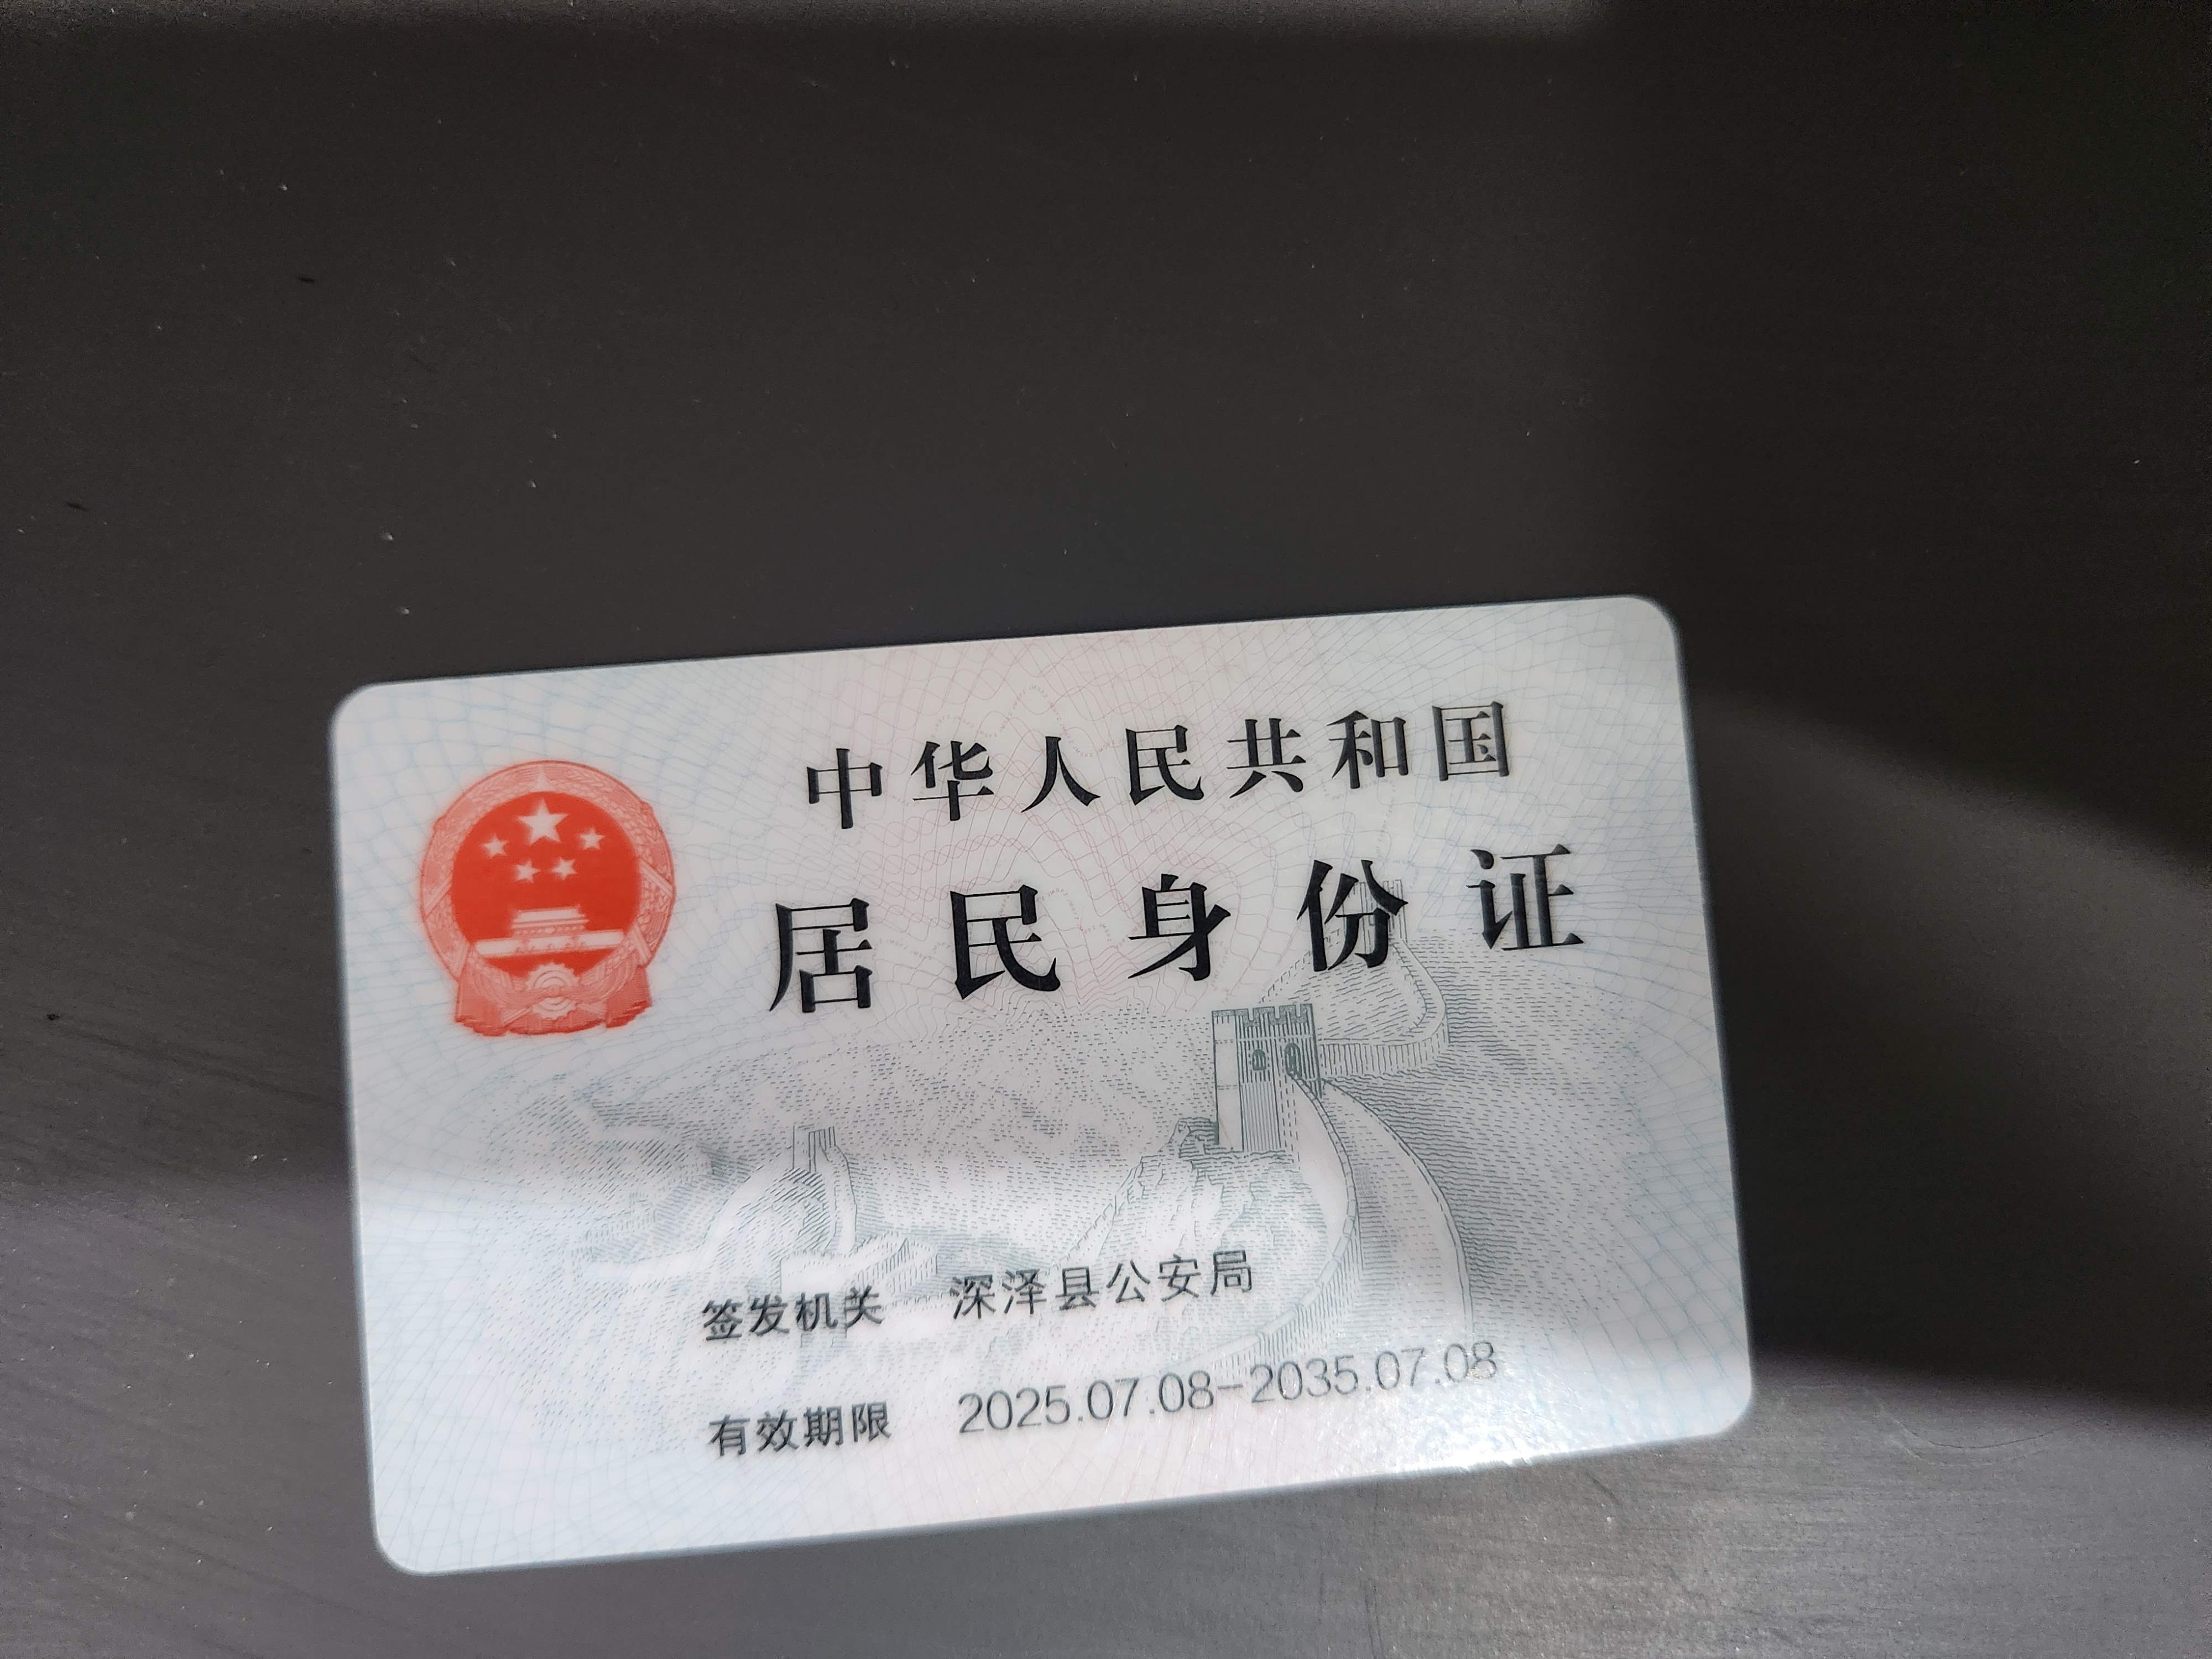 中华人民共和国
居民身份证
签发机关 深泽县公安局
有效期限 2025.07.08-2035.07.08